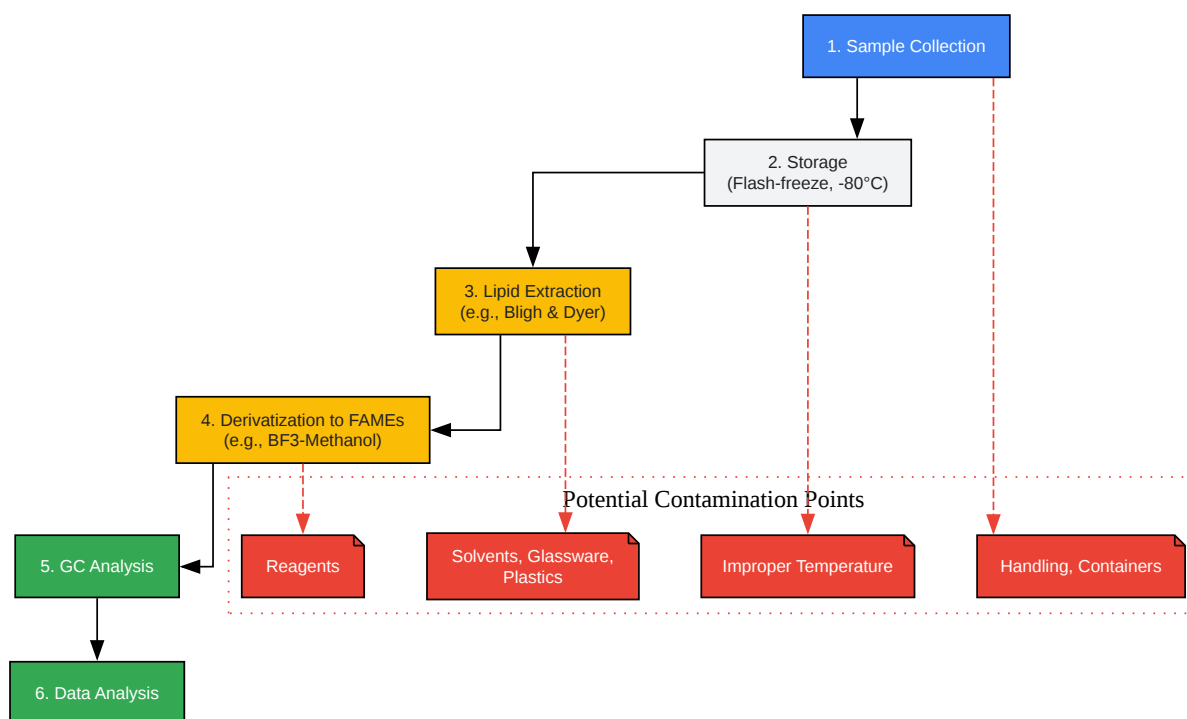 1. Sample Collection
2. Storage
(Flash-freeze, -80°C)
3. Lipid Extraction
(e.g., Bligh & Dyer)
4. Derivatization to FAMEs
(e.g., BF3-Methanol)
Potential Contamination Points
5. GC Analysis
Reagents
Solvents, Glassware,
Plastics
Improper Temperature
Handling, Containers
6. Data Analysis